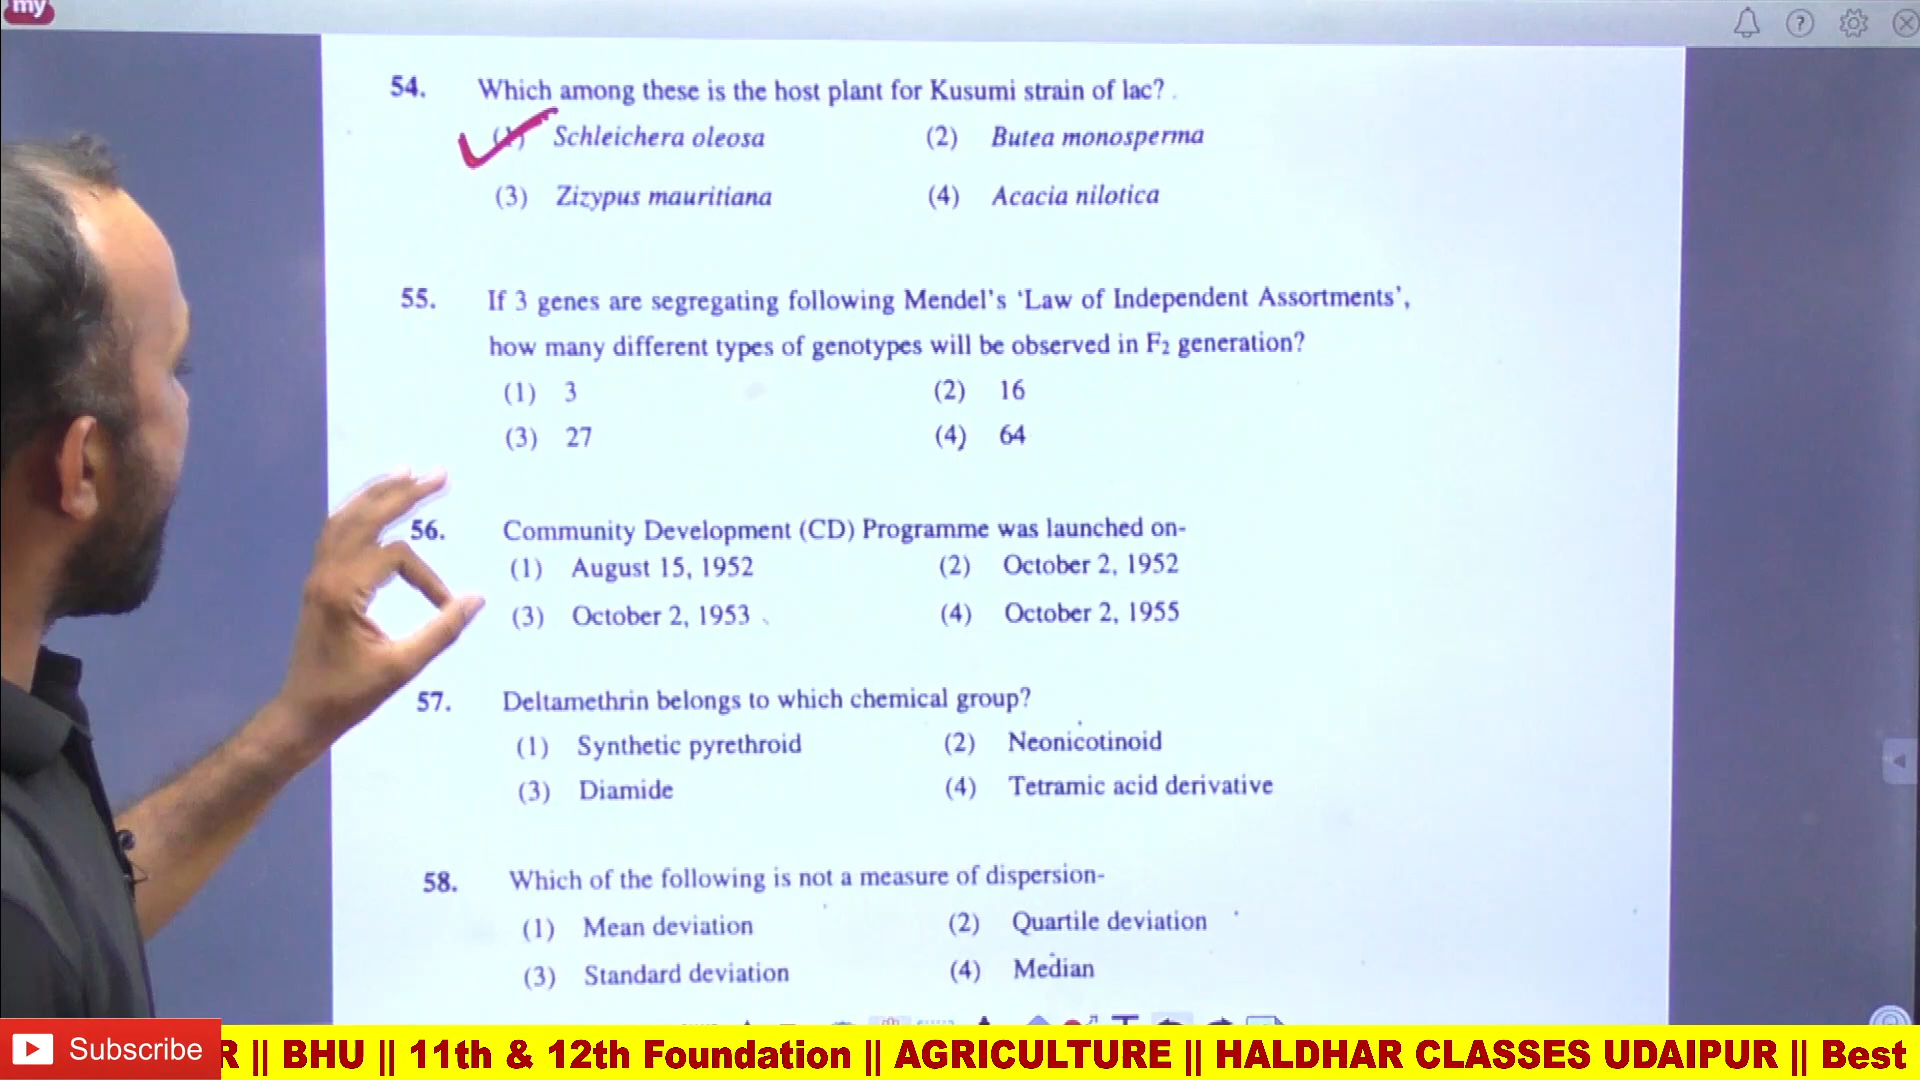 my
54. Which among these is the host plant for Kusumi strain of lac?
(1) Schleichera oleosa (2) Butea monosperma
(3) Zizypus mauritiana (4) Acacia nilotica
55. If 3 genes are segregating following Mendel's ‘Law of Independent Assortments’,
how many different types of genotypes will be observed in F₂ generation?
(1) 3 (2) 16
(3) 27 (4) 64
56. Community Development (CD) Programme was launched on-
(1) August 15, 1952 (2) October 2, 1952
(3) October 2, 1953 (4) October 2, 1955
57. Deltamethrin belongs to which chemical group?
(1) Synthetic pyrethroid (2) Neonicotinoid
(3) Diamide (4) Tetramic acid derivative
58. Which of the following is not a measure of dispersion-
(1) Mean deviation (2) Quartile deviation
(3) Standard deviation (4) Median
Subscribe R || BHU || 11th & 12th Foundation || AGRICULTURE || HALDHAR CLASSES UDAIPUR || Best